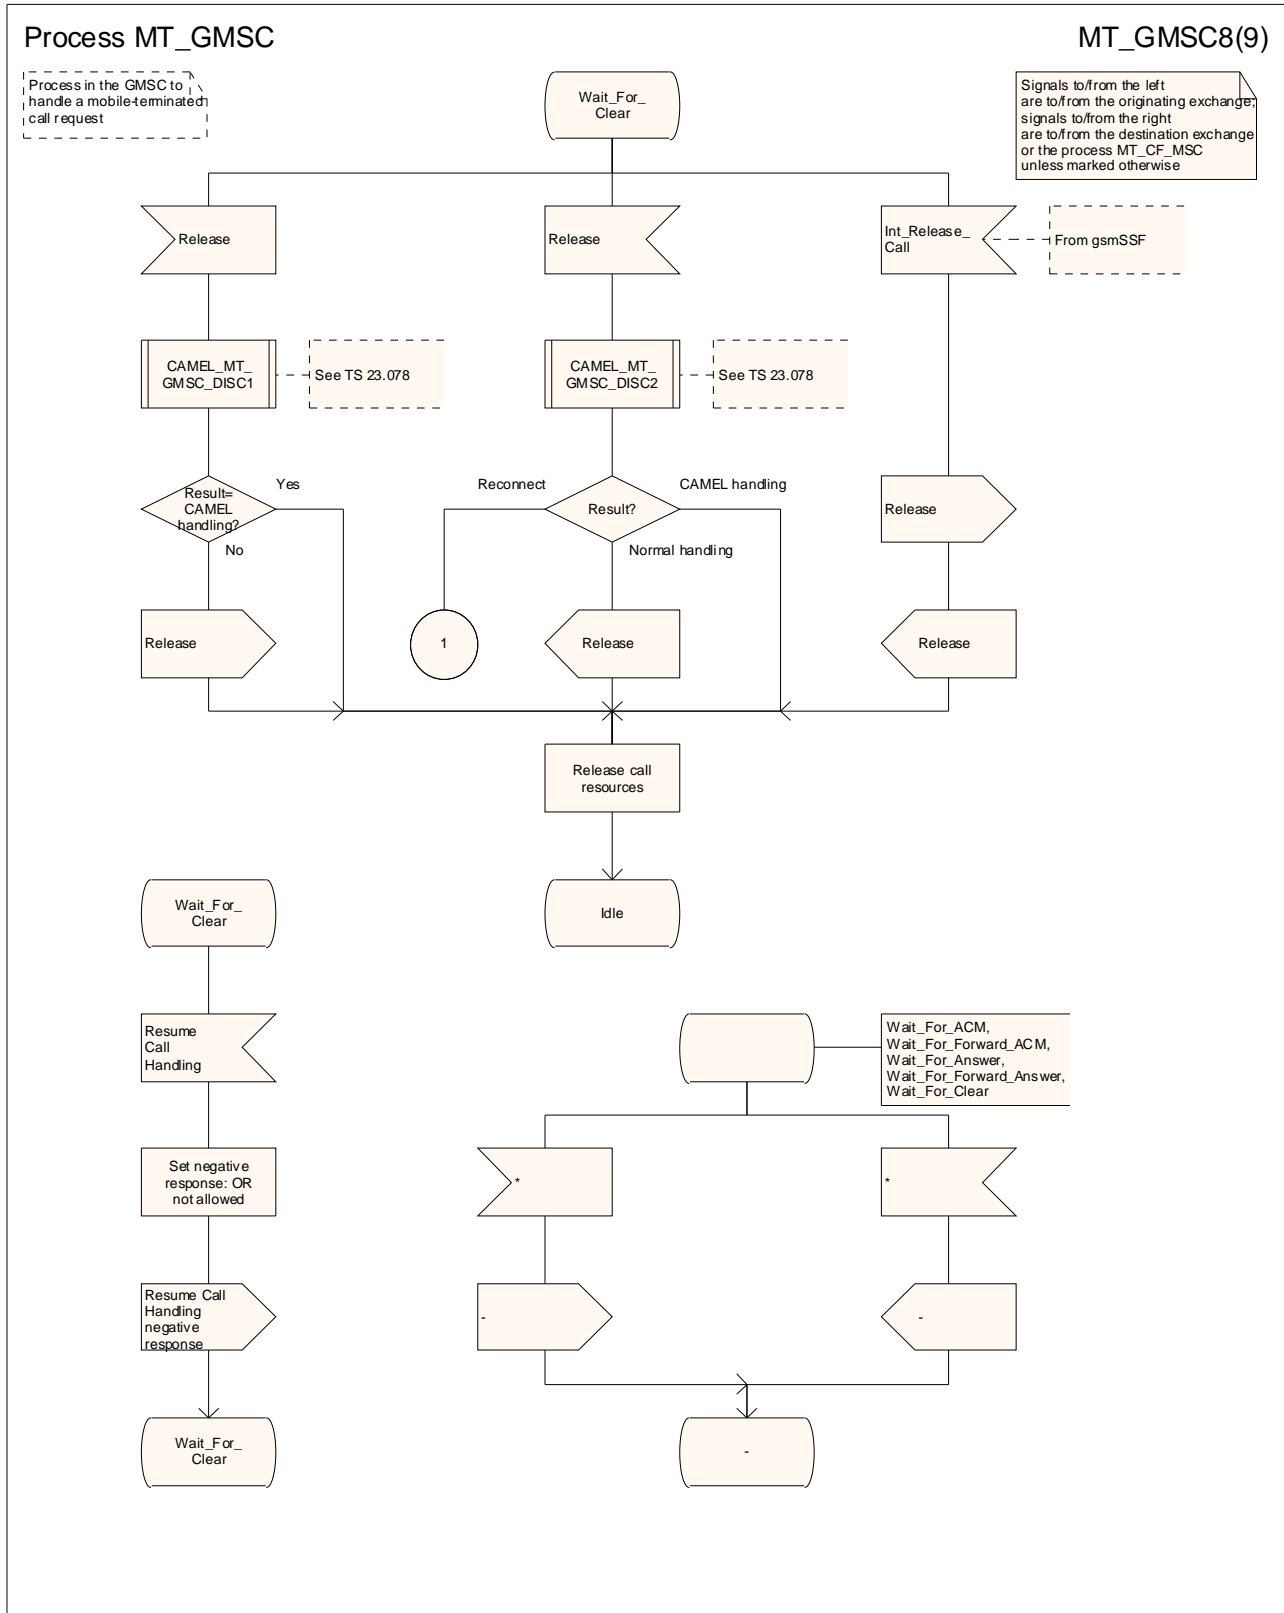 Process MT_GMSC
MT_GMSC8(9)
Process in the GMSC to
handle a mobile-terminated
call request
Wait_For_
Clear
Signals to/from the left
are to/from the originating exchange;
signals to/from the right
are to/from the destination exchange
or the process MT_CF_MSC
unless marked otherwise
Release
Release
Int_Release_
Call
From gsmSSF
CAMEL_MT_
GMSC_DISC1
See TS 23.078
CAMEL_MT_
GMSC_DISC2
See TS 23.078
Result=
CAMEL
handling?
Yes
No
Reconnect
Result?
CAMEL handling
Normal handling
Release
Release
1
Release
Release
Release call
resources
Idle
Wait_For_
Clear
Resume
Call
Handling
Set negative
response: OR
not allowed
Resume Call
Handling
negative
response
Wait_For_
Clear
Wait_For_ACM,
Wait_For_Forward_ACM,
Wait_For_Answer,
Wait_For_Forward_Answer,
Wait_For_Clear
*
*
-
-
-